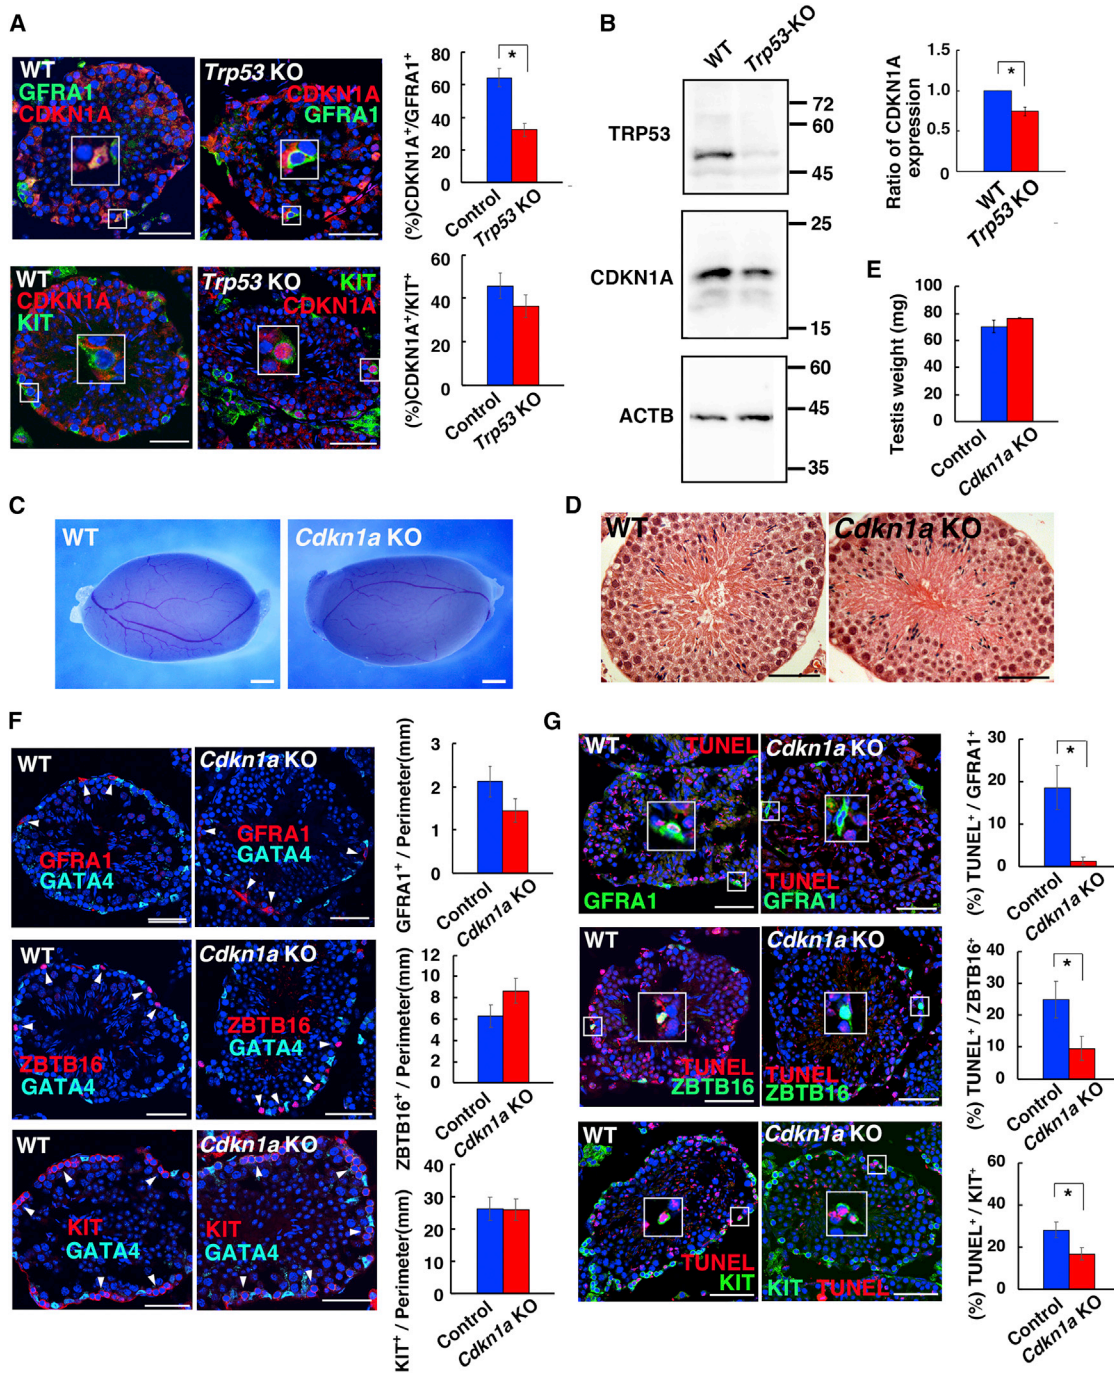 A
WT
GFRA1
CDKN1A
Trp53 KO
CDKN1A
GFRA1
(%)CDKN1A+/GFRA1+
80
60
40
20
0
*
Control
Trp53 KO
WT
CDKN1A
KIT
Trp53 KO
KIT
CDKN1A
(%)CDKN1A+/KIT+
60
40
20
0
Control
Trp53 KO
B
WT
Trp53-KO
TRP53
72
60
45
CDKN1A
25
15
ACTB
60
45
35
Ratio of CDKN1A
expression
1.5
1.0
0.5
0
*
WT
Trp53 KO
E
Testis weight (mg)
100
80
60
40
20
0
Control
Cdkn1a KO
C
WT
Cdkn1a KO
D
WT
Cdkn1a KO
F
WT
GFRA1
GATA4
Cdkn1a KO
GFRA1
GATA4
GFRA1+ / Perimeter(mm)
3
2
1
0
Control
Cdkn1a KO
WT
ZBTB16
GATA4
Cdkn1a KO
ZBTB16
GATA4
ZBTB16+ / Perimeter(mm)
12
10
8
6
4
2
0
Control
Cdkn1a KO
WT
KIT
GATA4
Cdkn1a KO
KIT
GATA4
KIT+ / Perimeter(mm)
40
30
20
10
0
Control
Cdkn1a KO
G
WT
TUNEL
GFRA1
Cdkn1a KO
TUNEL
GFRA1
(%) TUNEL+ / GFRA1+
30
20
10
0
*
Control
Cdkn1a KO
WT
TUNEL
ZBTB16
Cdkn1a KO
TUNEL
ZBTB16
(%) TUNEL+ / ZBTB16+
40
30
20
10
0
*
Control
Cdkn1a KO
WT
TUNEL
KIT
Cdkn1a KO
KIT TUNEL
(%) TUNEL+ / KIT+
60
40
20
0
*
Control
Cdkn1a KO